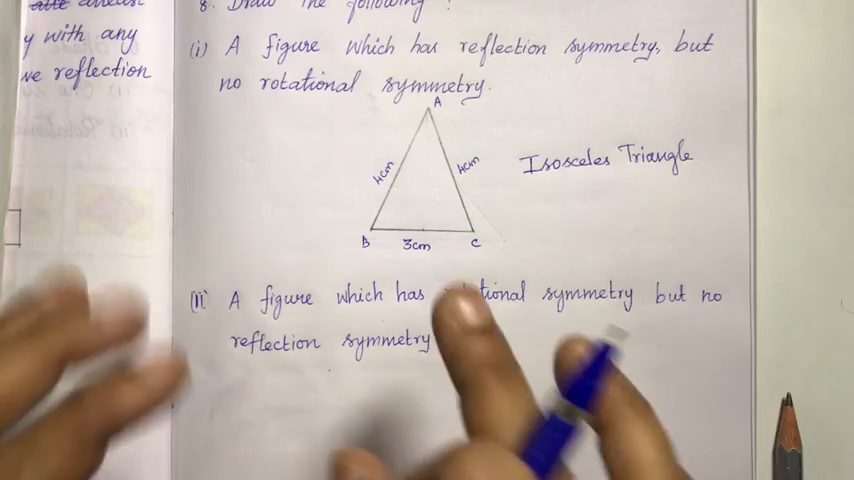 y with any
ve reflection
8. Draw the following :
(i) A figure which has reflection symmetry, but
no rotational symmetry.
A
4cm
4cm
Isosceles Triangle
B
3cm
C
(ii) A figure which has rotational symmetry but no
reflection symmetry